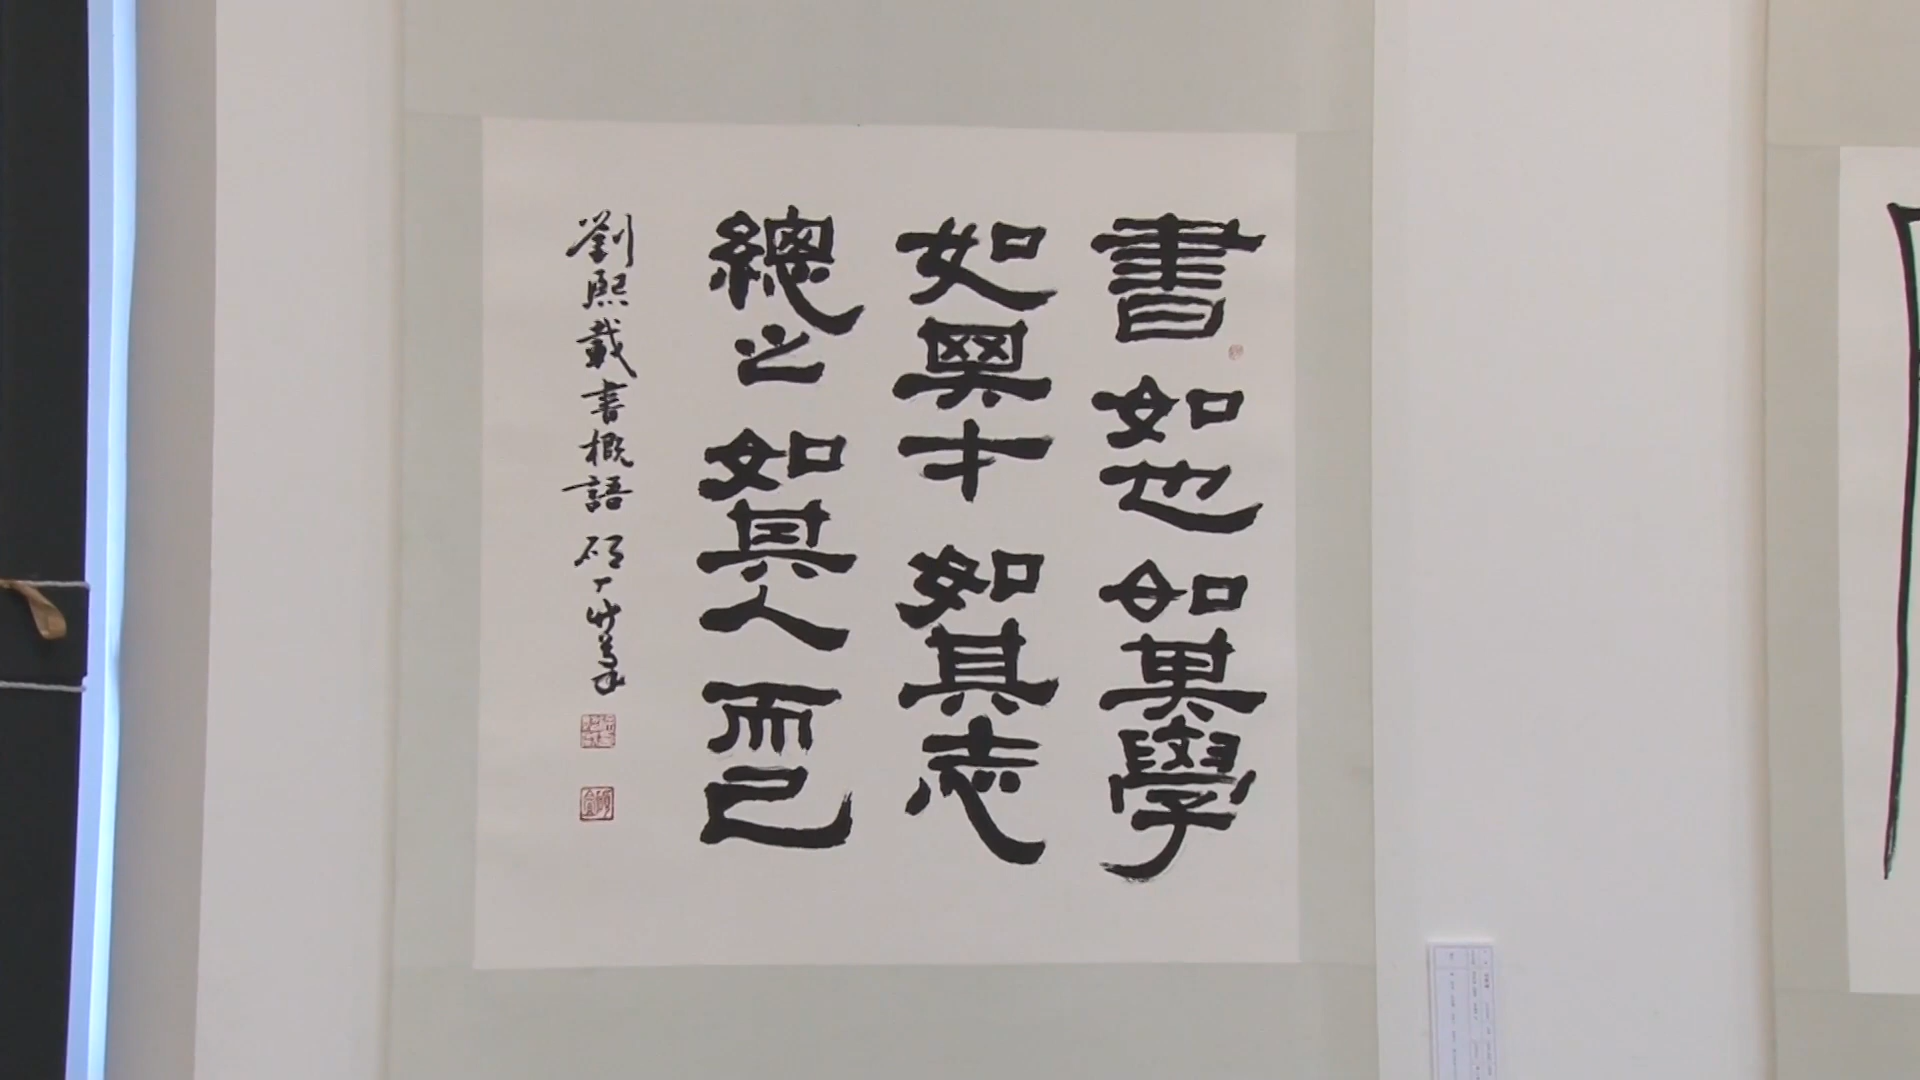 書如也如其學
如其才如其志
總之如其人而已
劉熙載書概語